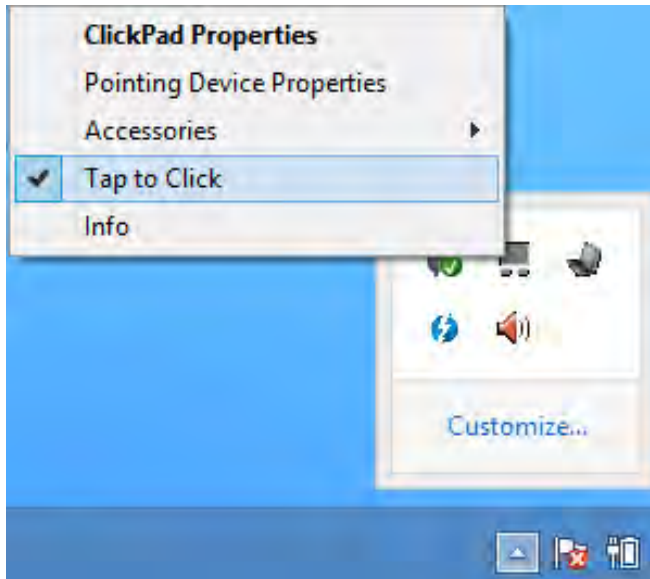 ClickPad Properties
Pointing Device Properties
Accessories
Tap to Click
Info
Customize...